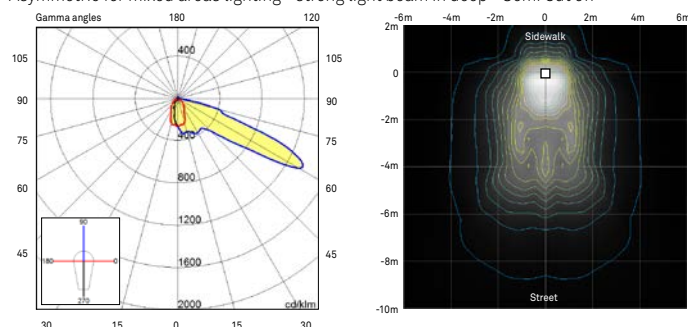 Asymmetric for mixed areas lighting - Strong light beam in deep - Semi cut off
Gamma angles
180
120
105
90
75
60
45
30
15
0
15
30
105
90
75
60
45
400
400
800
1200
1600
2000
cd/klm
90
180
0
270
-6m
-4m
-2m
0
2m
4m
6m
2m
0
-2m
-4m
-6m
-8m
-10m
Sidewalk
Street